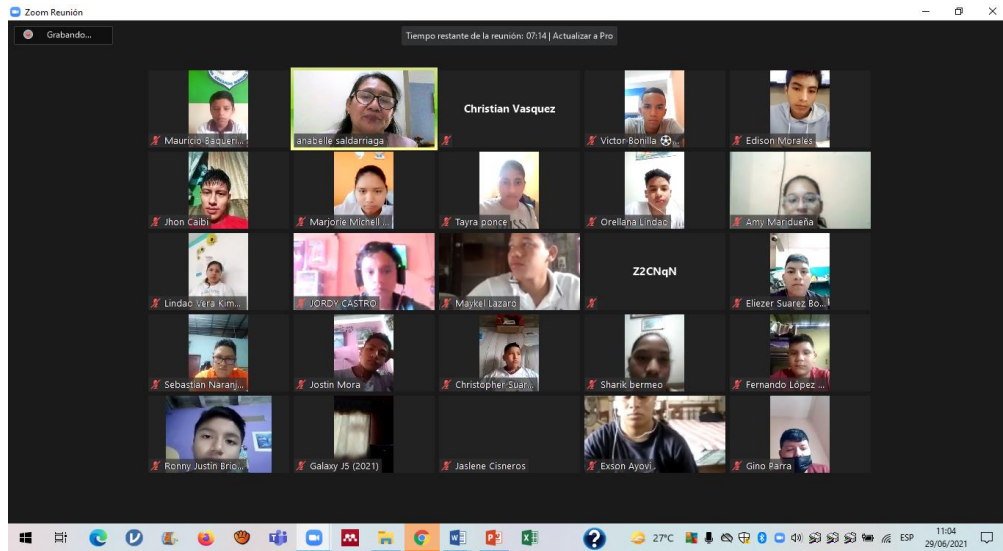 Zoom Reunión
Grabando...
Tiempo restante de la reunión: 07:14 | Actualizar a Pro
Mauricio Baqueri...
anabelle saldarriaga
Christian Vasquez
Victor Bonilla ⚽...
Edison Morales
Jhon Caibi
Marjorie Michell ...
Tayra ponce
Orellana Lindao
Amy Maridueña
Lindao Vera Kim...
JORDY CASTRO
Maykel Lazaro
Z2CNqN
Eliezer Suarez Bo...
Sebastian Naranj...
Jostin Mora
Christopher Suar...
Sharik bermeo
Fernando López ...
Ronny Justin Brio...
Galaxy J5 (2021)
Jaslene Cisneros
Exson Ayovi
Gino Parra
27°C
ESP
11:04
29/06/2021